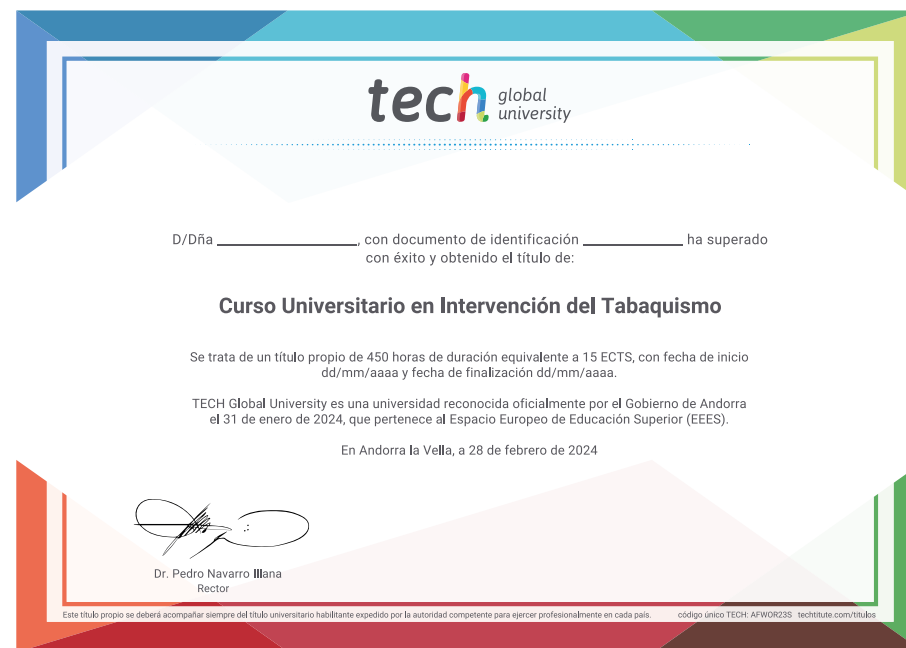 tech global university
D/Dña ____________________, con documento de identificación ______________ ha superado
con éxito y obtenido el título de:
Curso Universitario en Intervención del Tabaquismo
Se trata de un título propio de 450 horas de duración equivalente a 15 ECTS, con fecha de inicio
dd/mm/aaaa y fecha de finalización dd/mm/aaaa.
TECH Global University es una universidad reconocida oficialmente por el Gobierno de Andorra
el 31 de enero de 2024, que pertenece al Espacio Europeo de Educación Superior (EEES).
En Andorra la Vella, a 28 de febrero de 2024
Dr. Pedro Navarro Illana
Rector
Este título propio se deberá acompañar siempre del título universitario habilitante expedido por la autoridad competente para ejercer profesionalmente en cada país. código único TECH: AFWOR23S techtitute.com/titulos